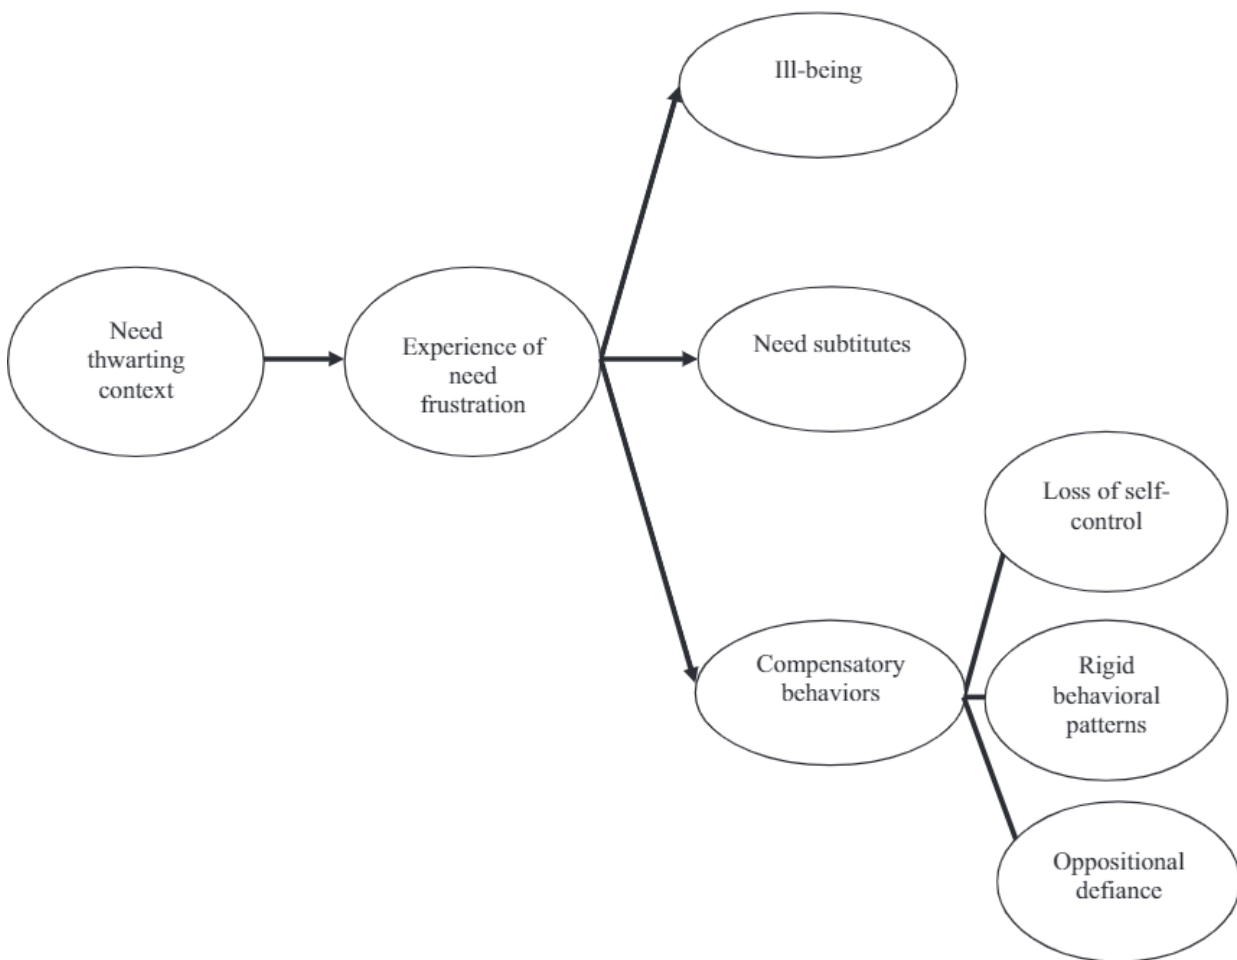 Ill-being
Need
thwarting
context
Experience of
need
frustration
Need subtitutes
Loss of self-
control
Compensatory
behaviors
Rigid
behavioral
patterns
Oppositional
defiance